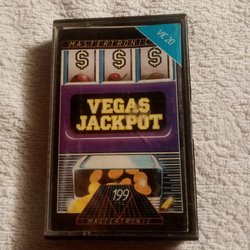 MASTERTRONIC
VIC 20
$ $ $
VEGAS
JACKPOT
199
MASTERTRONIC